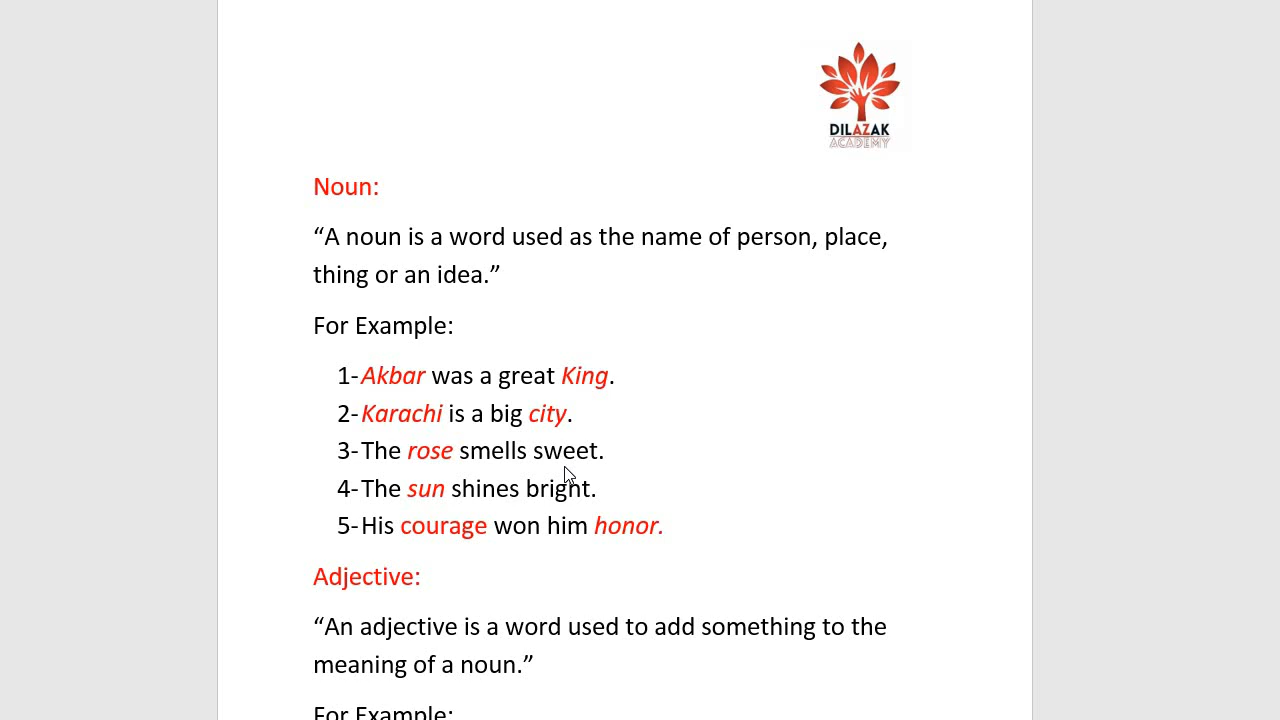 DILAZAK
ACADEMY
Noun:
“A noun is a word used as the name of person, place,
thing or an idea.”
For Example:
1-Akbar was a great King.
2-Karachi is a big city.
3-The rose smells sweet.
4-The sun shines bright.
5-His courage won him honor.
Adjective:
“An adjective is a word used to add something to the
meaning of a noun.”
For Example: